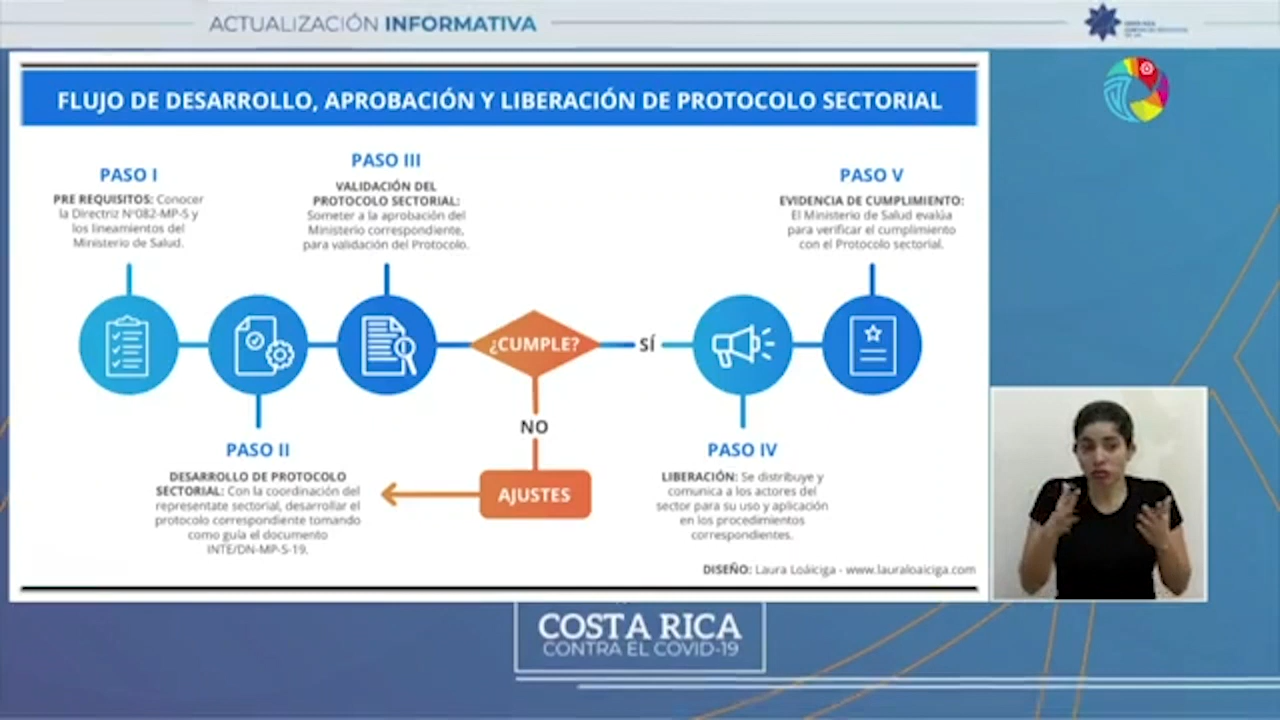 ACTUALIZACIÓN INFORMATIVA
FLUJO DE DESARROLLO, APROBACIÓN Y LIBERACIÓN DE PROTOCOLO SECTORIAL
PASO I
PRE REQUISITOS: Conocer
la Directriz Nº082-MP-S y
los lineamientos del
Ministerio de Salud.
PASO III
VALIDACIÓN DEL
PROTOCOLO SECTORIAL:
Someter a la aprobación del
Ministerio correspondiente,
para validación del Protocolo.
PASO V
EVIDENCIA DE CUMPLIMIENTO:
El Ministerio de Salud evalúa
para verificar el cumplimiento
con el Protocolo sectorial.
¿CUMPLE?
SÍ
NO
AJUSTES
PASO II
DESARROLLO DE PROTOCOLO
SECTORIAL: Con la coordinación del
representate sectorial, desarrollar el
protocolo correspondiente tomando
como guía el documento
INTE/DN-MP-S-19.
PASO IV
LIBERACIÓN: Se distribuye y
comunica a los actores del
sector para su uso y aplicación
en los procedimientos
correspondientes.
DISEÑO: Laura Loáiciga - www.lauraloaiciga.com
COSTA RICA
CONTRA EL COVID-19